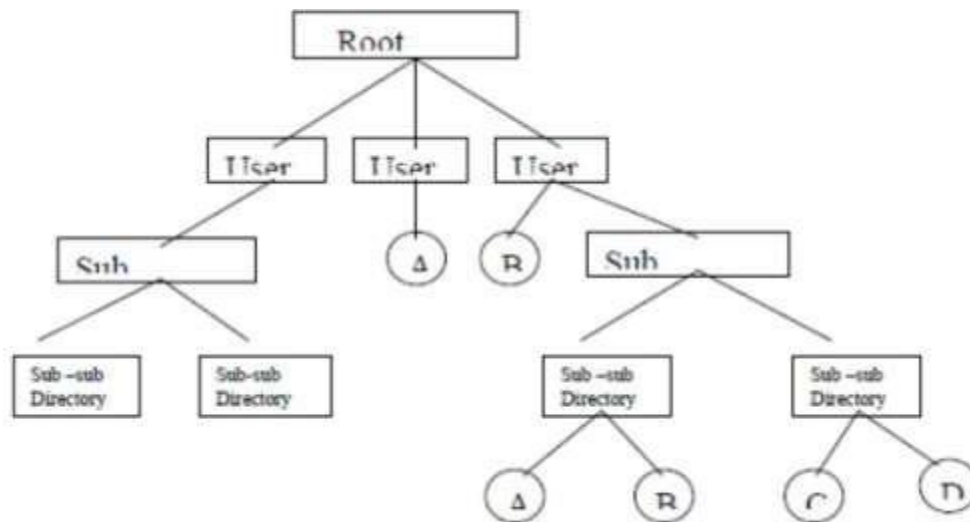 Root
User
User
User
Sub
A
B
Sub
Sub –sub
Directory
Sub-sub
Directory
Sub –sub
Directory
Sub –sub
Directory
A
B
C
D